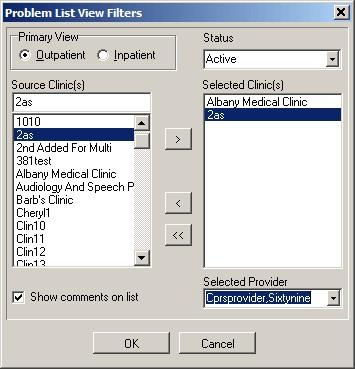 Problem List View Filters
Primary View
Outpatient
Inpatient
Status
Active
Source Clinic(s)
2as
1010
2as
2nd Added For Multi
381test
Albany Medical Clinic
Audiology And Speech P
Barb's Clinic
Cheryl1
Clin10
Clin11
Clin12
Clin13
>
<
<<
Selected Clinic(s)
Albany Medical Clinic
2as
Show comments on list
Selected Provider
Cprsprovider,Sixtynine
OK
Cancel